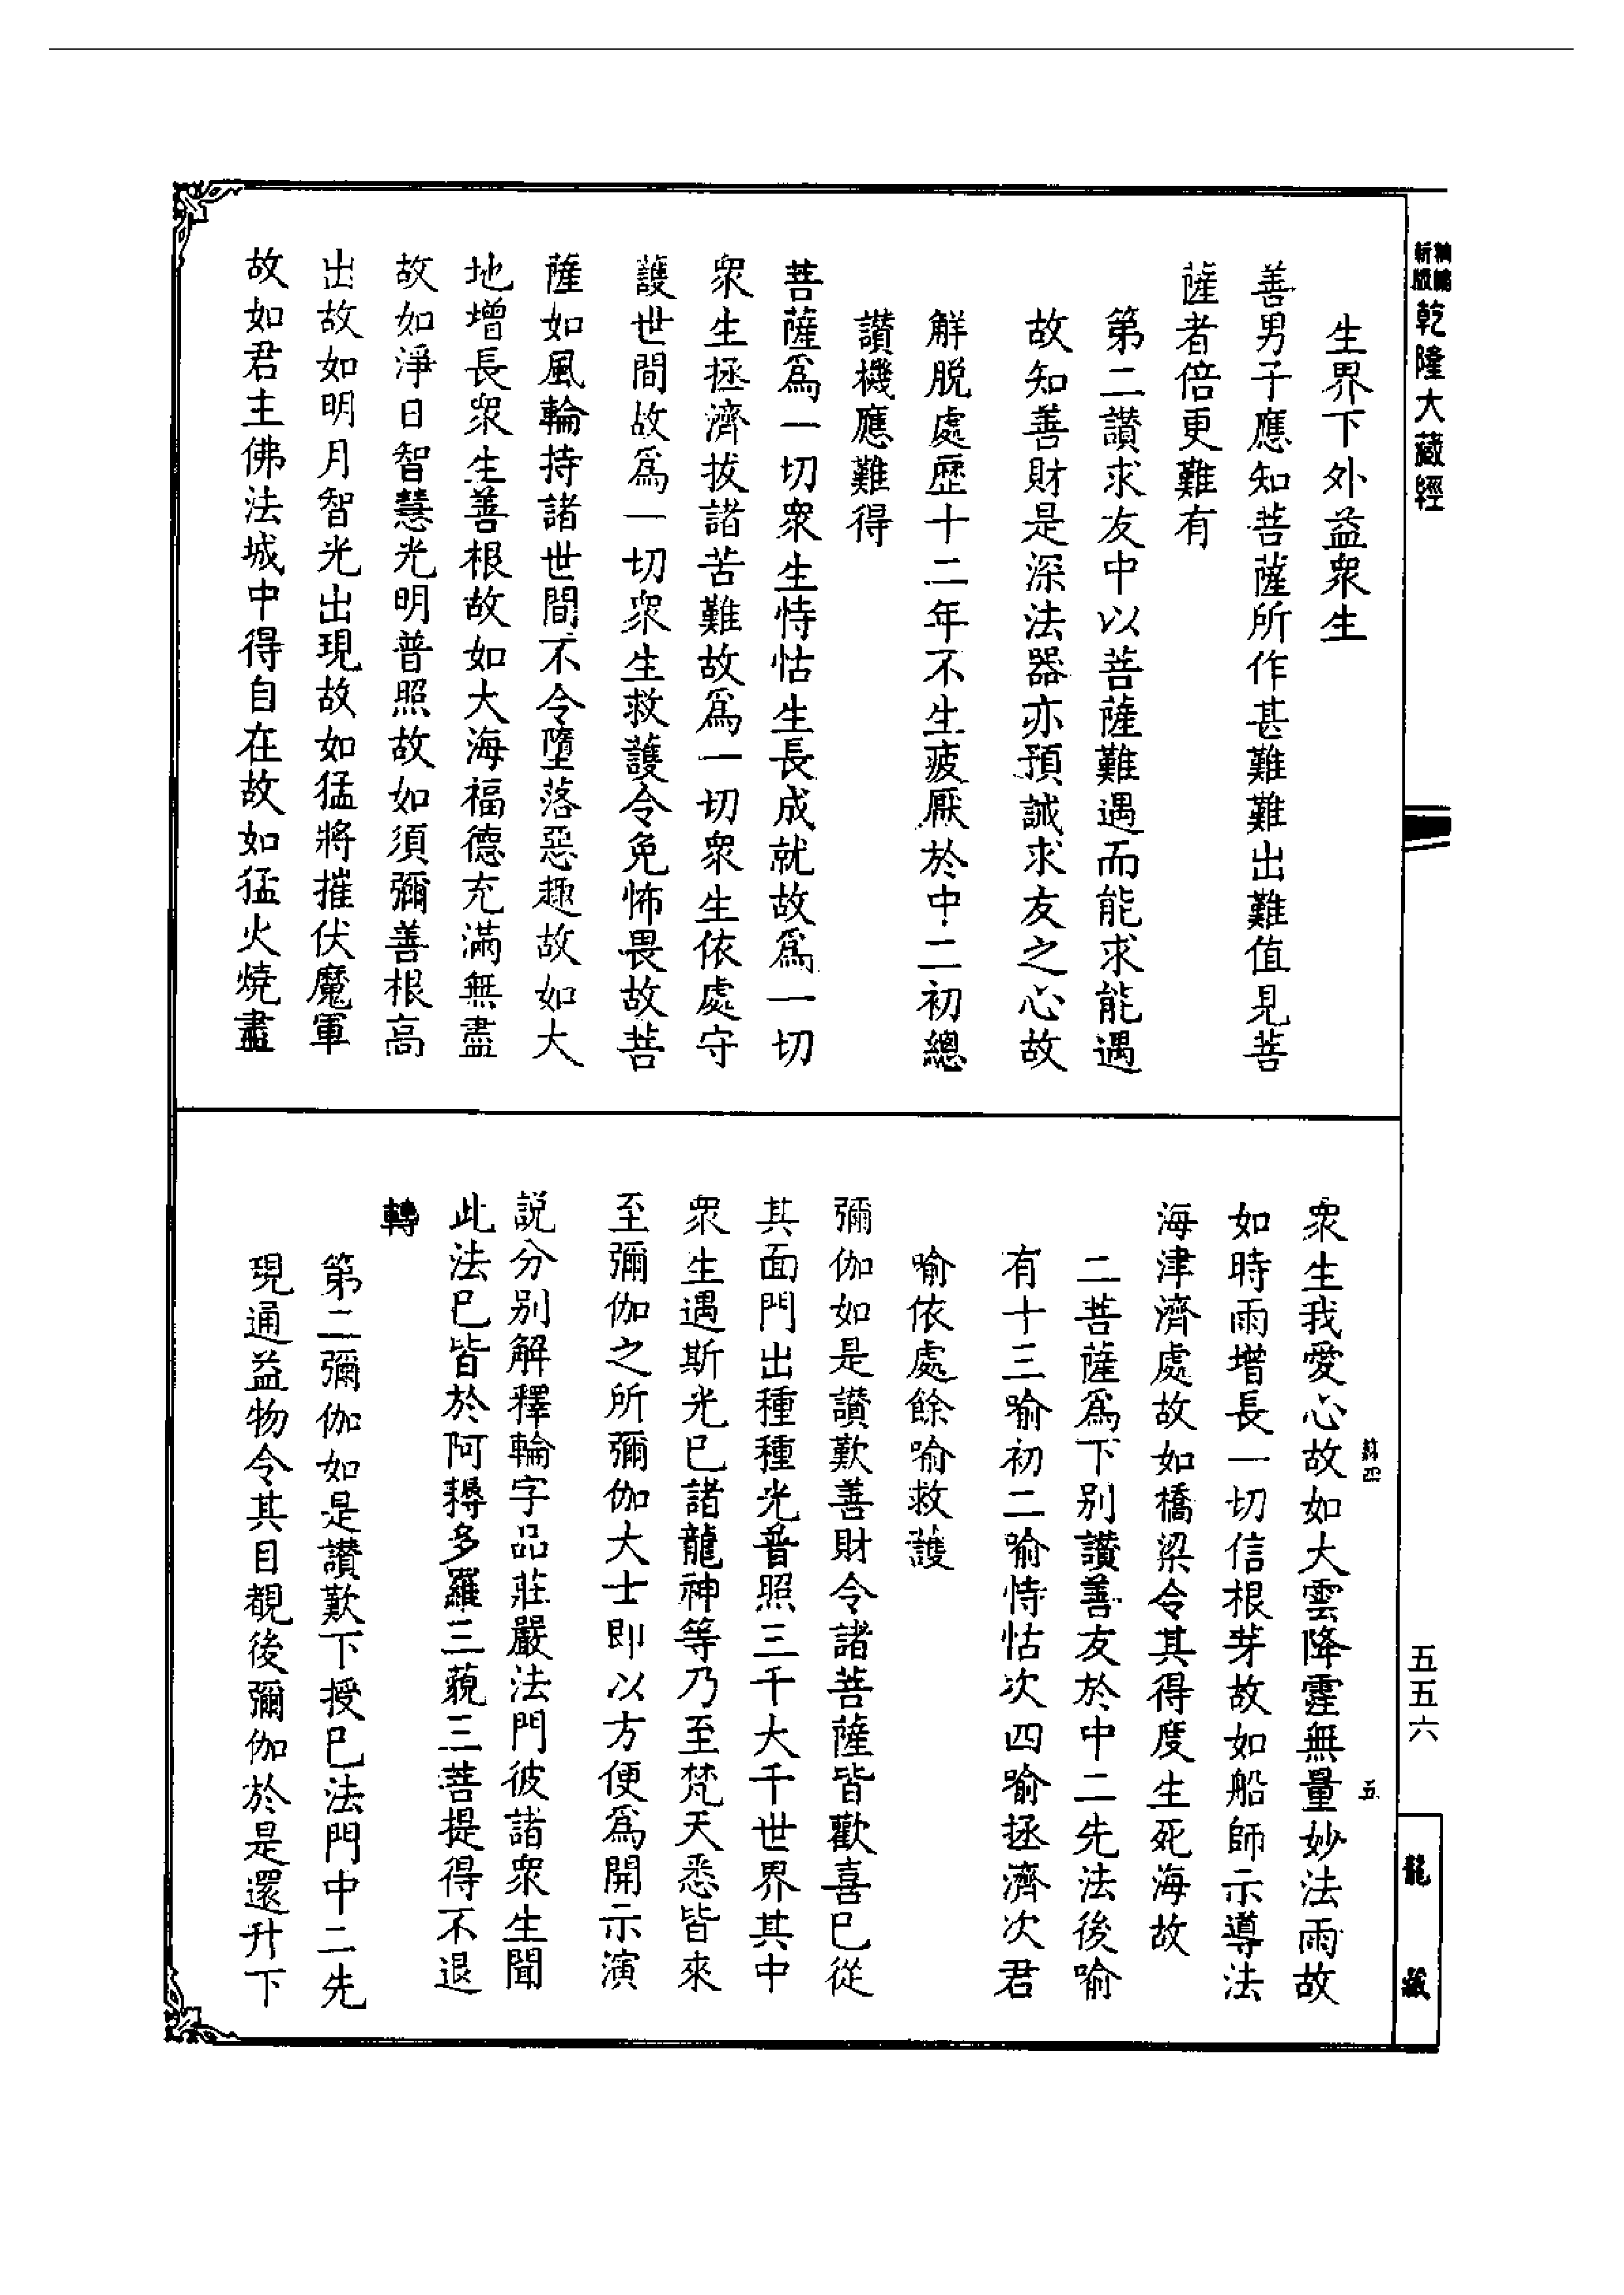 新版精編乾隆大藏經
生界下外益衆生
善男子應知菩薩所作甚難難出難值見菩
薩者倍更難有
第二讃求友中以菩薩難遇而能求能遇
故知善財是深法器亦預誡求友之心故
解脱處歷十二年不生疲厭於中二初總
讃機應難得
菩薩爲一切衆生恃怙生長成就故爲一切
衆生拯濟拔諸苦難故爲一切衆生依處守
護世間故爲一切衆生救護令免怖畏故菩
薩如風輪持諸世間不令墮落惡趣故如大
地增長衆生善根故如大海福德充滿無盡
故如淨日智慧光明普照故如須彌善根高
出故如明月智光出現故如猛將摧伏魔軍
故如君主佛法城中得自在故如猛火燒盡
衆生我愛心故如大雲降霔無量妙法雨故
如時雨增長一切信根芽故如船師示導法
海津濟處故如橋梁令其得度生死海故
二菩薩爲下别讃善友於中二先法後喻
有十三喻初二喻恃怙次四喻拯濟次君
喻依處餘喻救護
彌伽如是讃歎善財令諸菩薩皆歡喜已從
其面門出種種光普照三千大千世界其中
衆生遇斯光已諸龍神等乃至梵天悉皆來
至彌伽之所彌伽大士即以方便爲開示演
説分别解釋輪字品莊嚴法門彼諸衆生聞
此法已皆於阿耨多羅三藐三菩提得不退
轉
第二彌伽如是讃歎下授已法門中二先
現通益物令其目覩後彌伽於是還升下
五五六
五
龍藏